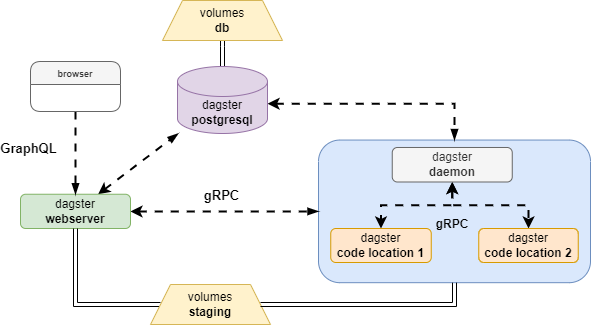 volumes
db
browser
dagster
postgresql
GraphQL
dagster
daemon
dagster
webserver
gRPC
gRPC
dagster
code location 1
dagster
code location 2
volumes
staging